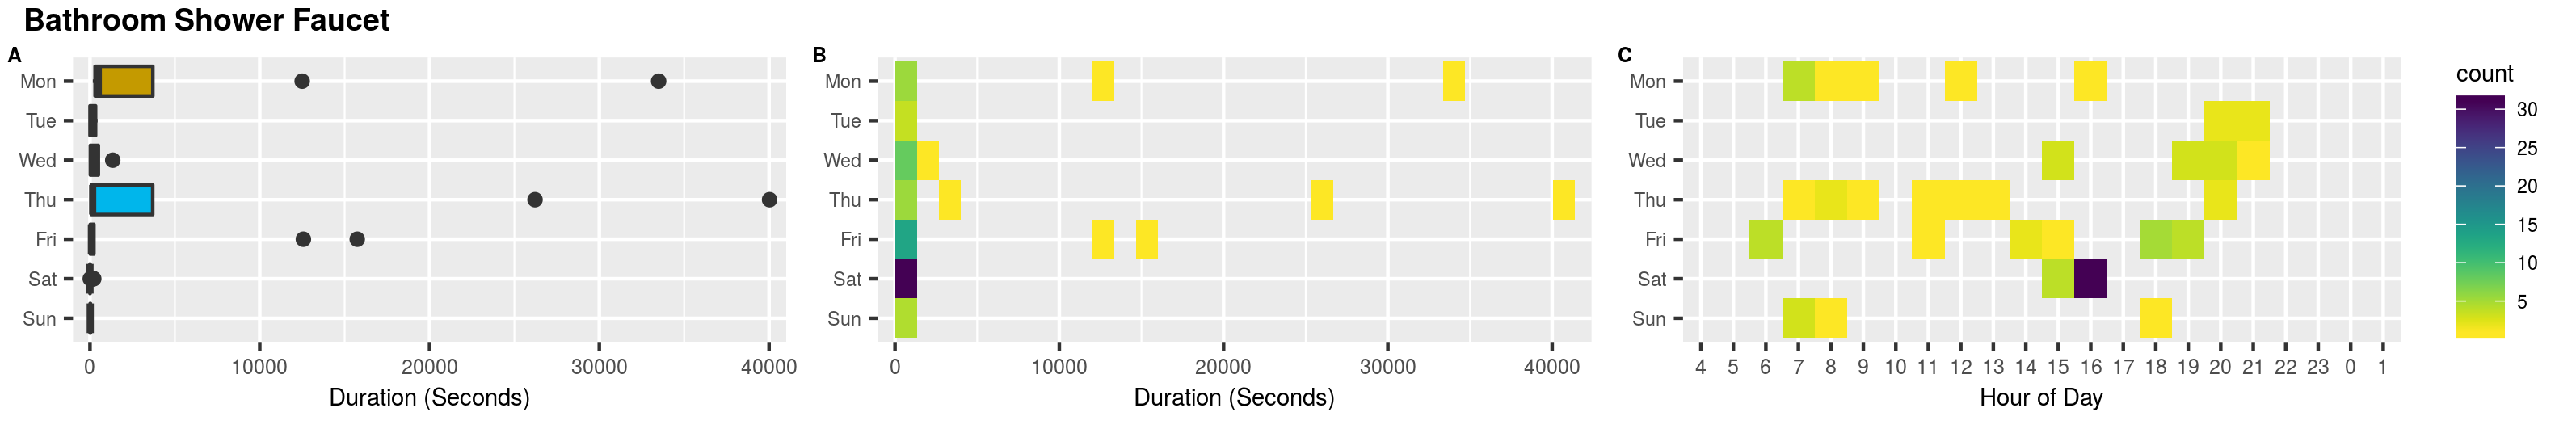 Bathroom Shower Faucet
A
Mon
Tue
Wed
Thu
Fri
Sat
Sun
0 10000 20000 30000 40000
Duration (Seconds)
B
Mon
Tue
Wed
Thu
Fri
Sat
Sun
0 10000 20000 30000 40000
Duration (Seconds)
C
Mon
Tue
Wed
Thu
Fri
Sat
Sun
4 5 6 7 8 9 10 11 12 13 14 15 16 17 18 19 20 21 22 23 0 1
Hour of Day
count
30
25
20
15
10
5